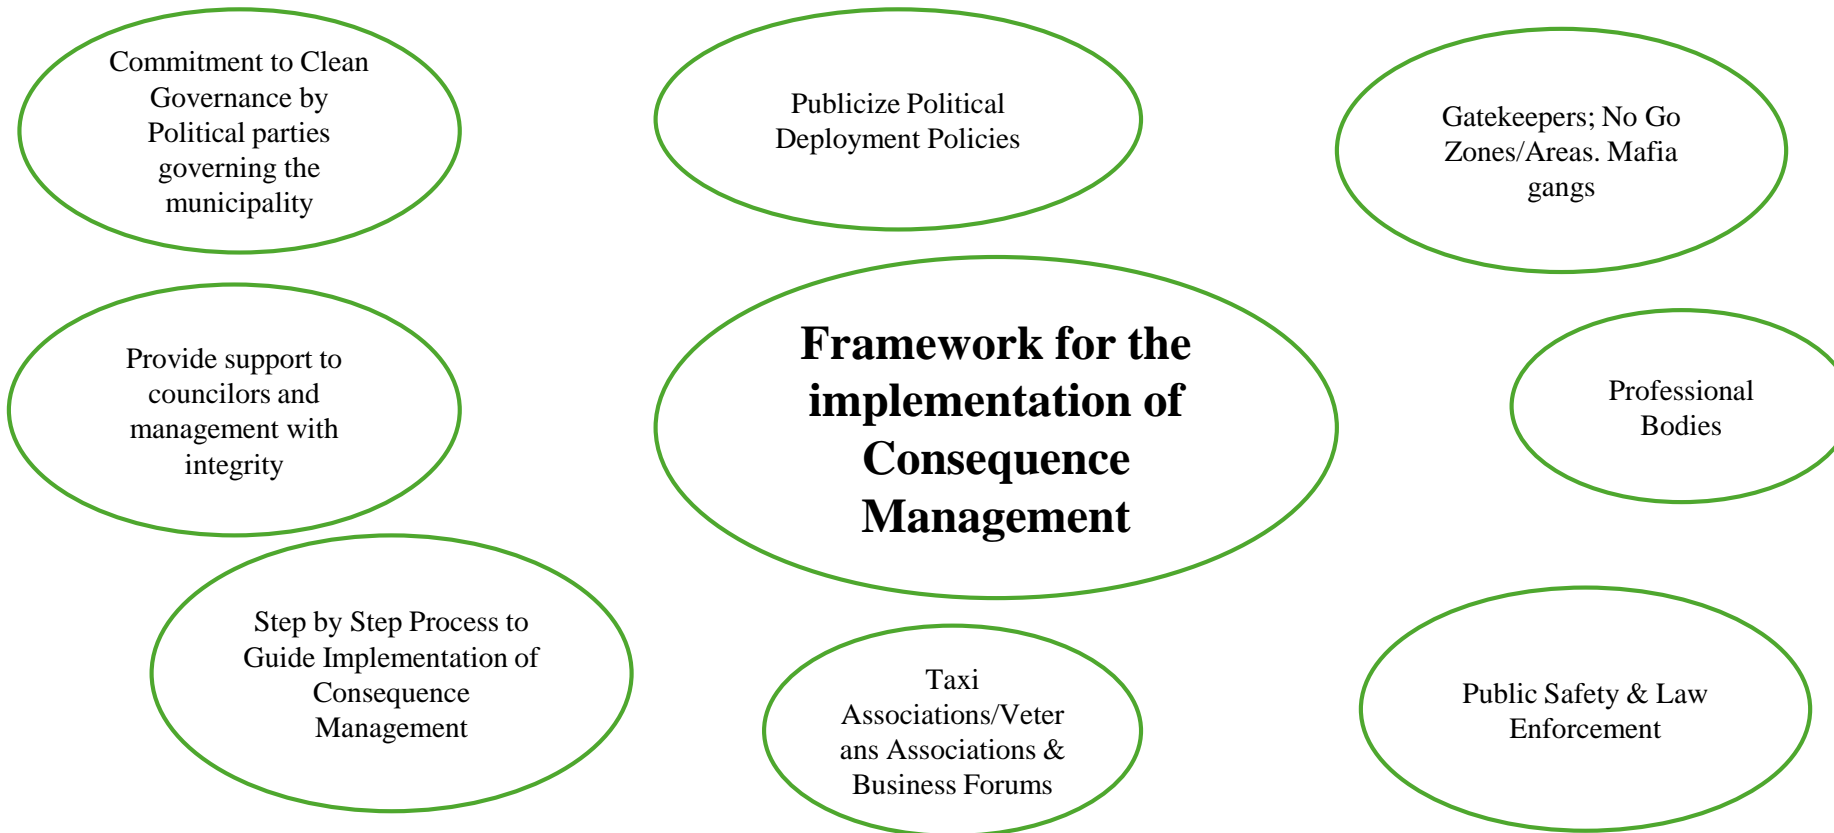 Commitment to Clean
Governance by
Political parties
governing the
municipality
Publicize Political
Deployment Policies
Gatekeepers; No Go
Zones/Areas. Mafia
gangs
Provide support to
councilors and
management with
integrity
Framework for the
implementation of
Consequence
Management
Professional
Bodies
Step by Step Process to
Guide Implementation of
Consequence
Management
Taxi
Associations/Veter
ans Associations &
Business Forums
Public Safety & Law
Enforcement